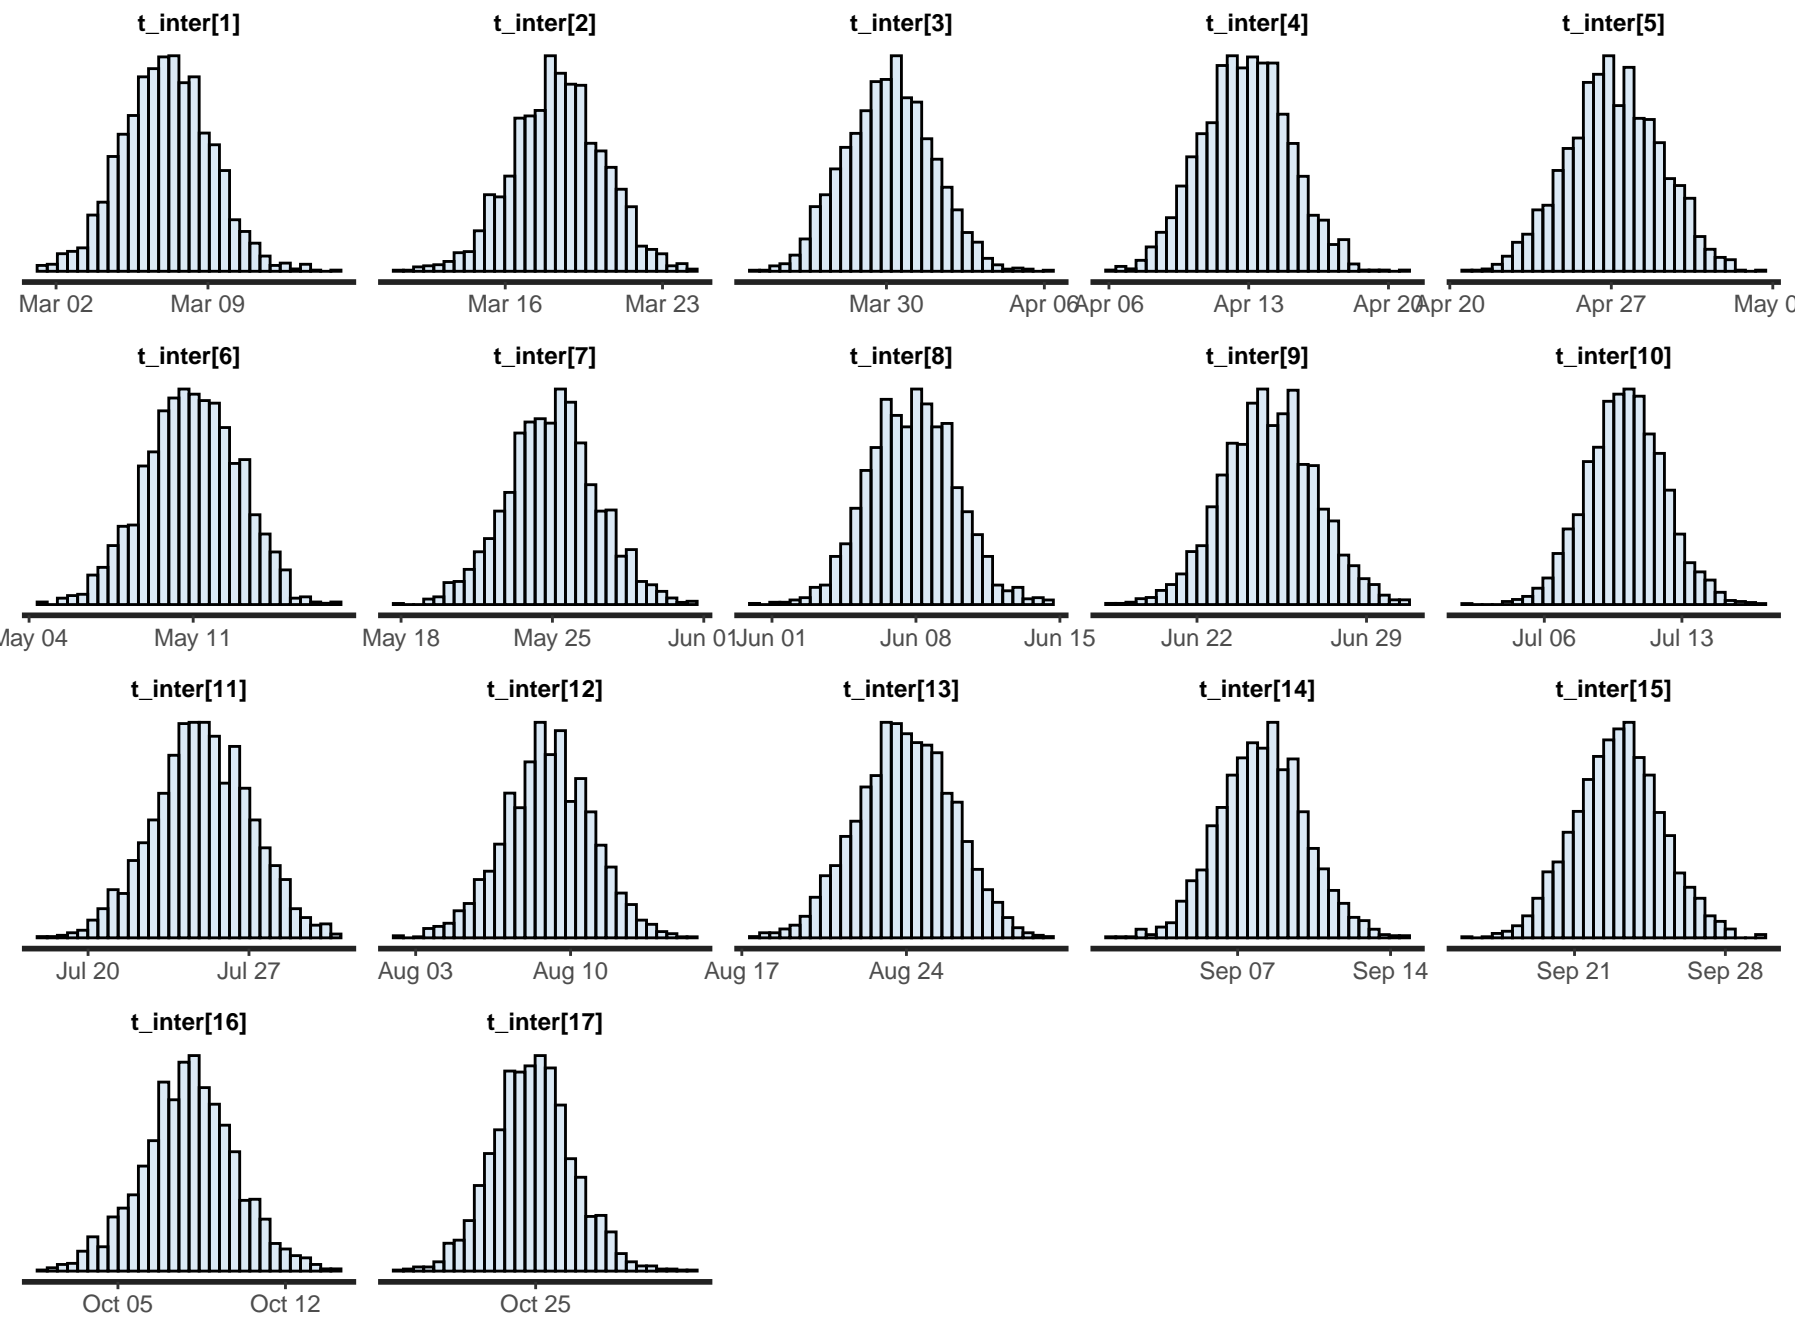 t_inter[1] t_inter[2] t_inter[3] t_inter[4] t_inter[5]
Mar 02 Mar 09 Mar 16 Mar 23 Mar 30 Apr 06 Apr 06 Apr 13 Apr 20 Apr 20 Apr 27 May 0
t_inter[6] t_inter[7] t_inter[8] t_inter[9] t_inter[10]
May 04 May 11 May 18 May 25 Jun 01 Jun 01 Jun 08 Jun 15 Jun 22 Jun 29 Jul 06 Jul 13
t_inter[11] t_inter[12] t_inter[13] t_inter[14] t_inter[15]
Jul 20 Jul 27 Aug 03 Aug 10 Aug 17 Aug 24 Sep 07 Sep 14 Sep 21 Sep 28
t_inter[16] t_inter[17]
Oct 05 Oct 12 Oct 25